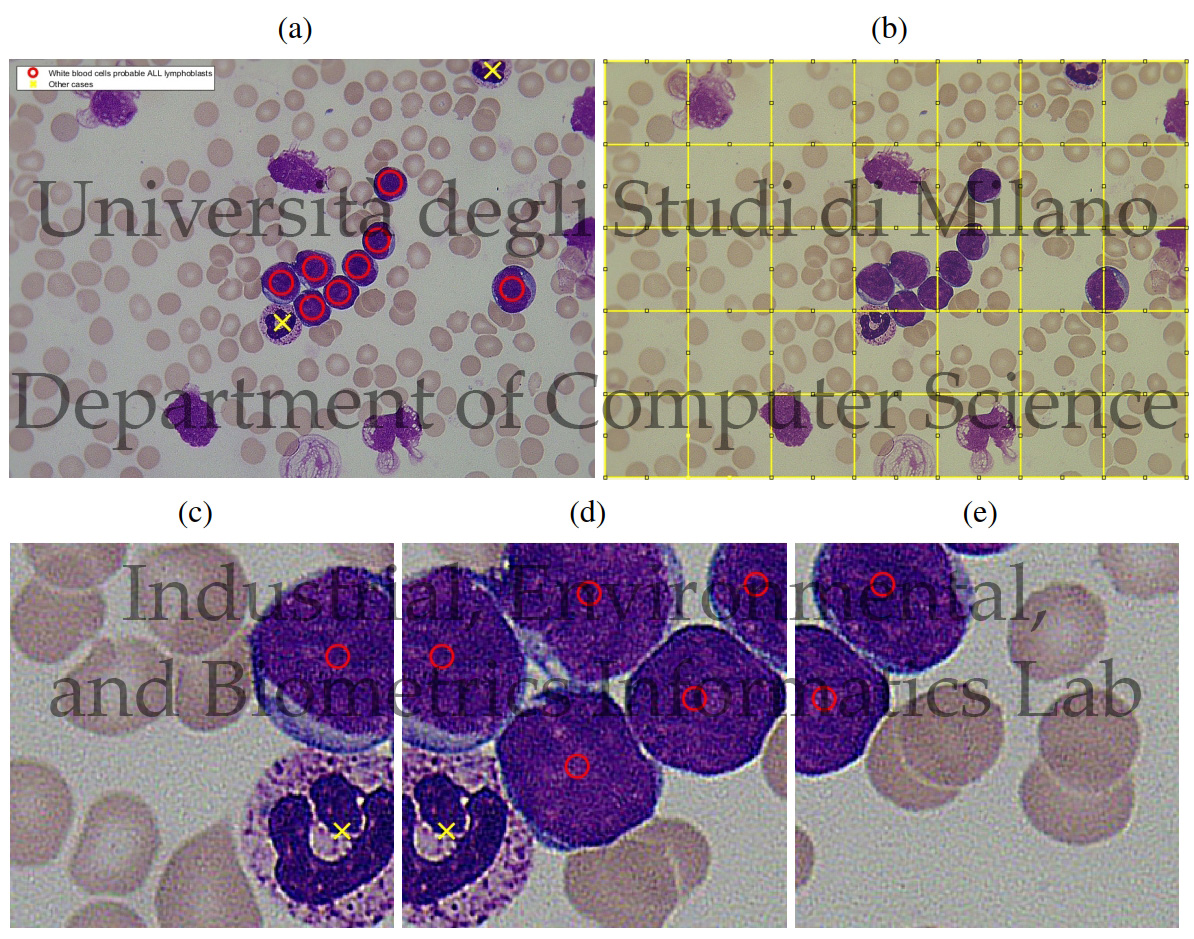 (a)
(b)
White blood cells probable ALL lymphoblasts
Other cases
Università degli Studi di Milano
Department of Computer Science
(c)
(d)
(e)
Industrial, Environmental,
and Biometrics Informatics Lab